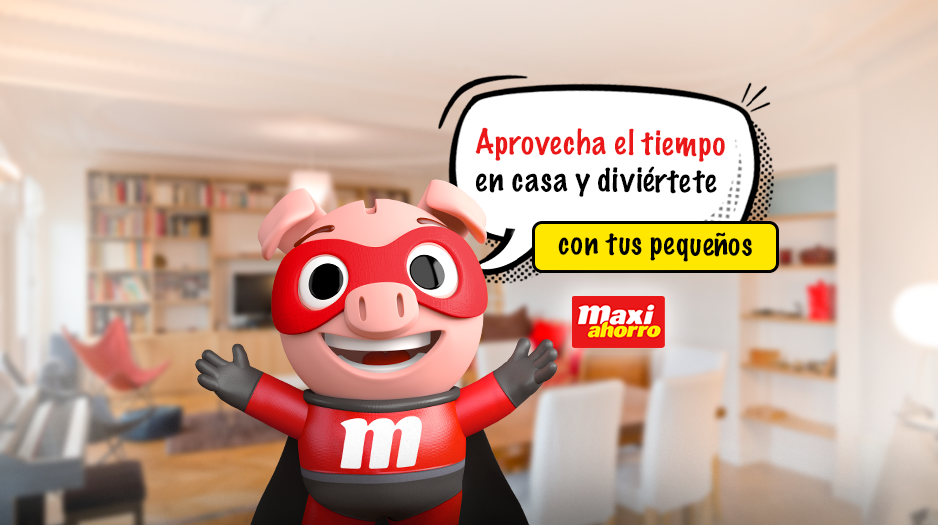 Aprovecha el tiempo
en casa y diviértete
con tus pequeños
maxi
ahorro
m